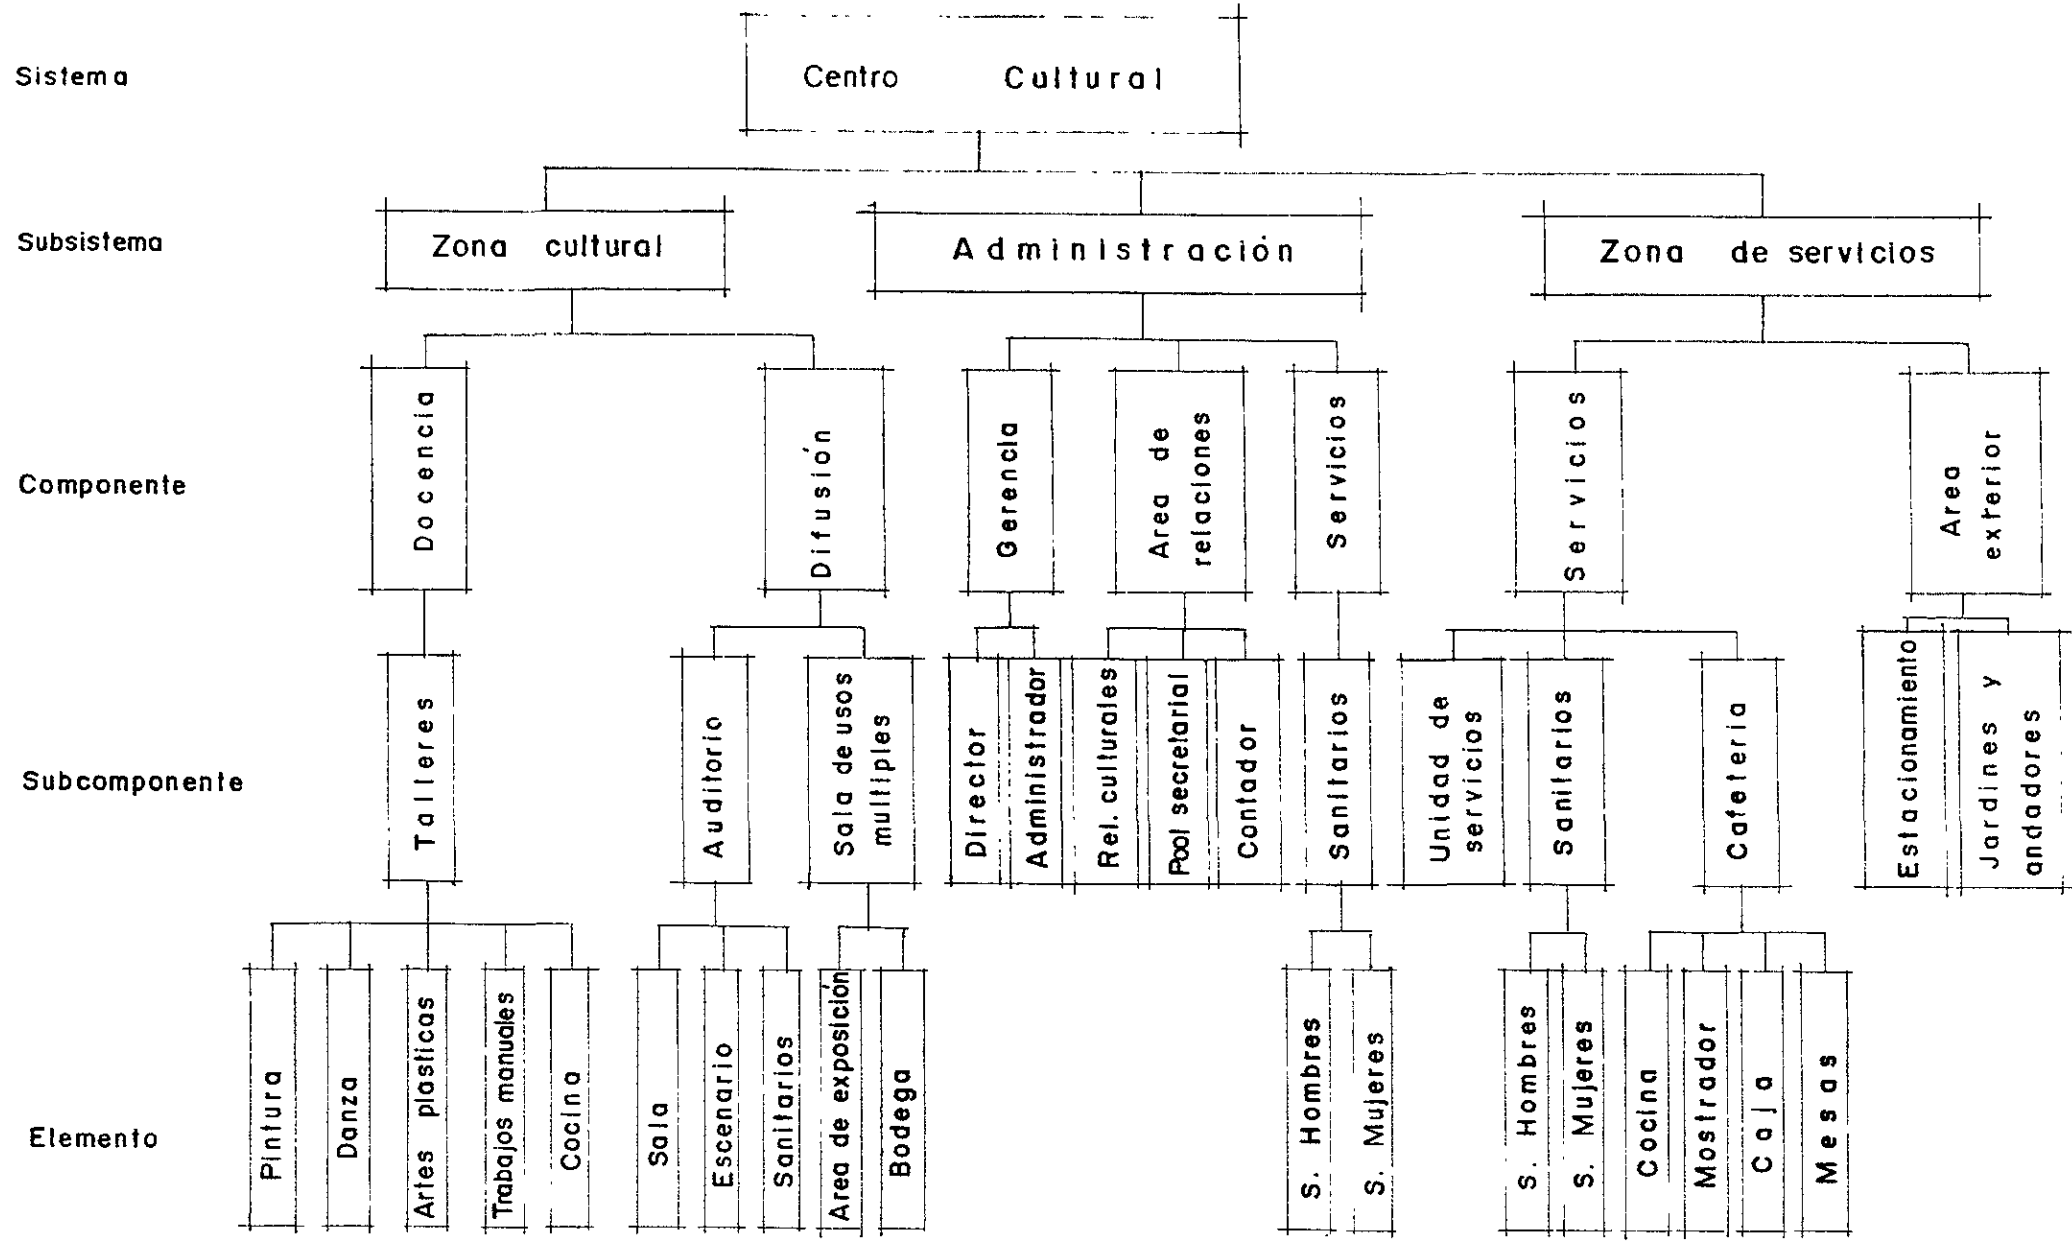 Sistema
Centro Cultural
Subsistema
Zona cultural
Administración
Zona de servicios
Componente
Docencia
Difusión
Gerencia
Area de
relaciones
Servicios
Servicios
Area
exterior
Subcomponente
Talleres
Auditorio
Sala de usos
multiples
Director
Administrador
Rel. culturales
Pool secretarial
Contador
Sanitarios
Unidad de
servicios
Sanitarios
Cafeteria
Estacionamiento
Jardines y
andadores
Elemento
Pintura
Danza
Artes plasticas
Trabajos manuales
Cocina
Sala
Escenario
Sanitarios
Area de exposición
Bodega
S. Hombres
S. Mujeres
S. Hombres
S. Mujeres
Cocina
Mostrador
Caja
Mesas